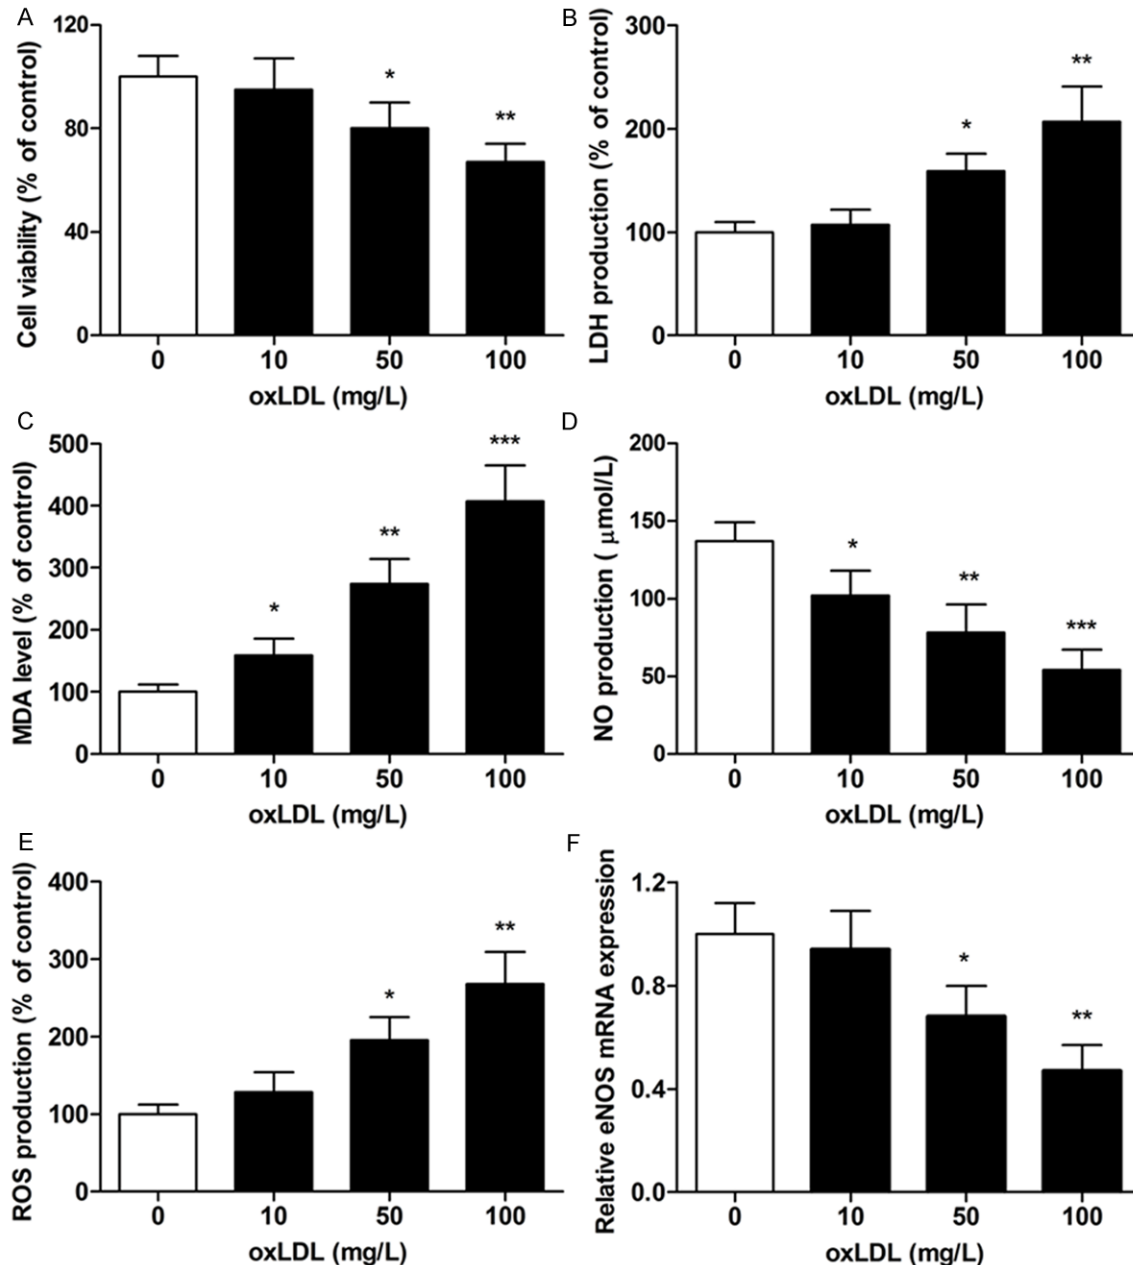 A
Cell viability (% of control)
120
80
40
0
*
**
0 10 50 100
oxLDL (mg/L)
B
LDH production (% of control)
300
200
100
0
*
**
0 10 50 100
oxLDL (mg/L)
C
MDA level (% of control)
500
400
300
200
100
0
*
**
***
0 10 50 100
oxLDL (mg/L)
D
NO production ( μmol/L)
200
150
100
50
0
*
**
***
0 10 50 100
oxLDL (mg/L)
E
ROS production (% of control)
400
300
200
100
0
*
**
0 10 50 100
oxLDL (mg/L)
F
Relative eNOS mRNA expression
1.2
0.8
0.4
0.0
*
**
0 10 50 100
oxLDL (mg/L)